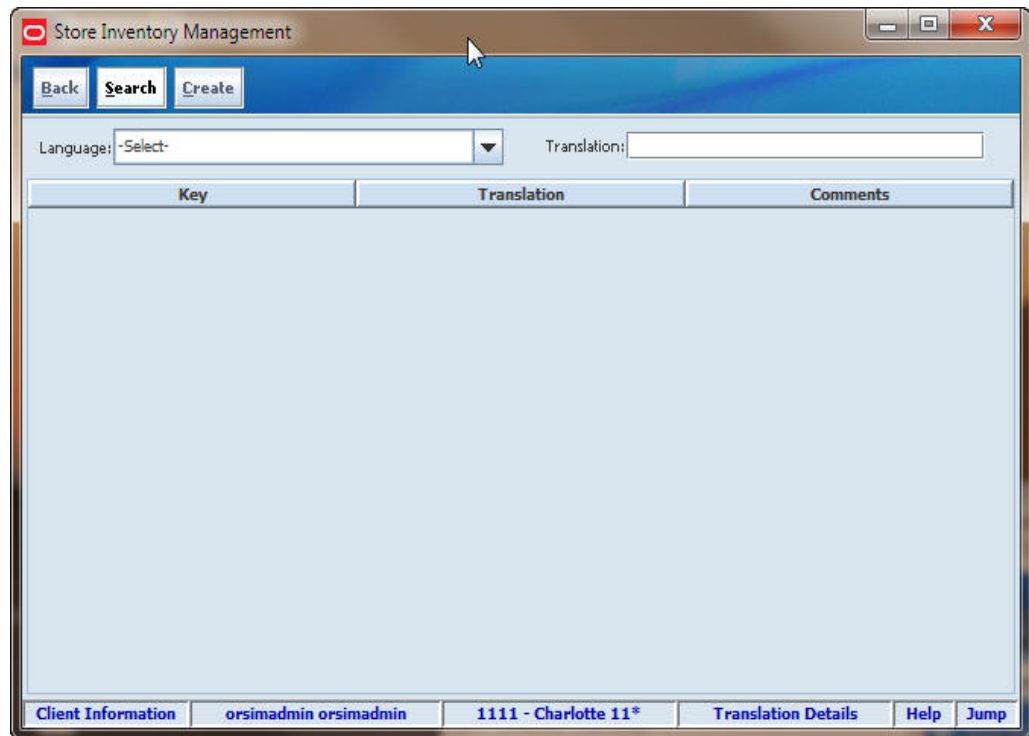 Store Inventory Management
Back Search Create
Language: -Select- Translation:
Key Translation Comments
Client Information orsimadmin orsimadmin 1111 - Charlotte 11* Translation Details Help Jump